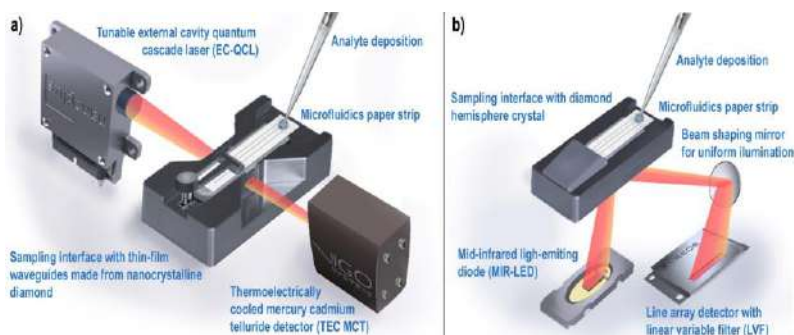 a)
Tunable external cavity quantum
cascade laser (EC-QCL)
Analyte deposition
Microfluidics paper strip
Sampling interface with thin-film
waveguides made from nanocrystalline
diamond
Thermoelectrically
cooled mercury cadmium
telluride detector (TEC MCT)
VIGO
b)
Analyte deposition
Sampling interface with diamond
hemisphere crystal
Microfluidics paper strip
Beam shaping mirror
for uniform ilumination
Mid-infrared ligh-emiting
diode (MIR-LED)
Line array detector with
linear variable filter (LVF)